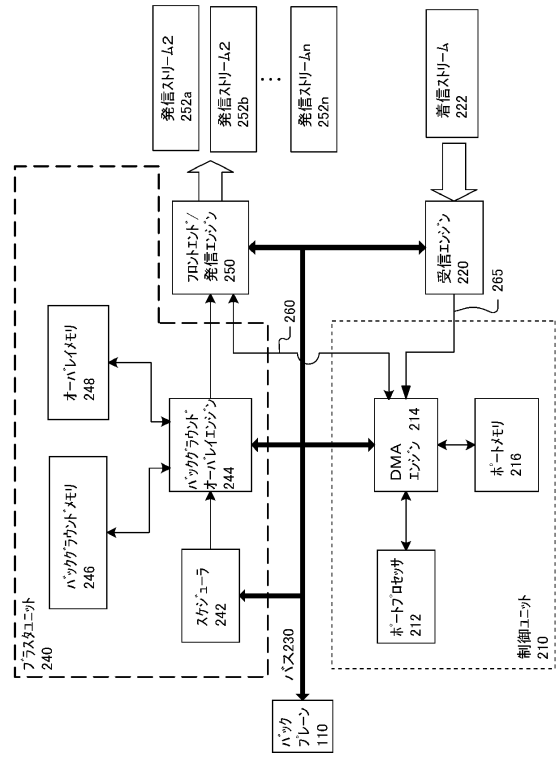 ブラスタユニット
240
バックグラウンドメモリ
246
オーバレイメモリ
248
スケジューラ
242
バックグラウンド
オーバレイエンジン
244
フロントエンド/
発信エンジン
250
発信ストリーム2
252a
発信ストリーム2
252b
...
発信ストリームn
252n
バス230
バック
プレーン
110
260
265
DMA
エンジン 214
ポートプロセッサ
212
ポートメモリ
216
制御ユニット
210
受信エンジン
220
着信ストリーム
222